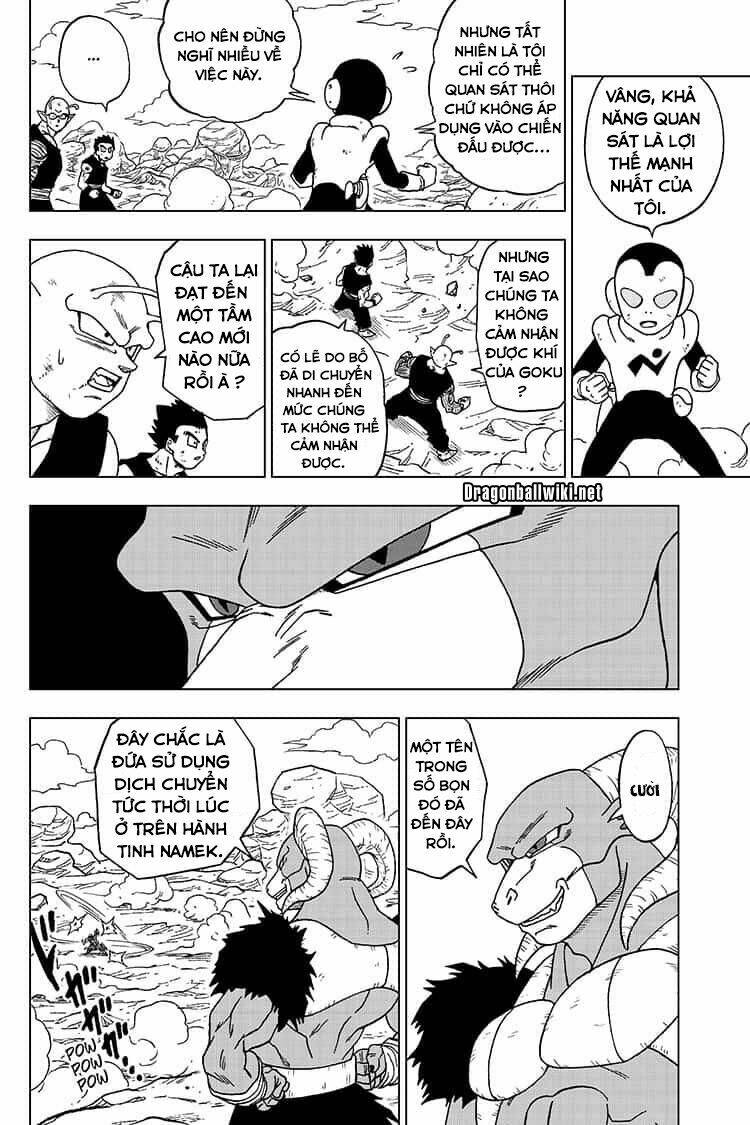 VÂNG, KHẢ
NĂNG QUAN
SÁT LÀ LỢI
THẾ MẠNH
NHẤT CỦA
TÔI.
NHƯNG TẤT
NHIÊN LÀ TÔI
CHỈ CÓ THỂ
QUAN SÁT THÔI
CHỨ KHÔNG ÁP
DỤNG VÀO CHIẾN
ĐẤU ĐƯỢC...
CHO NÊN ĐỪNG
NGHĨ NHIỀU VỀ
VIỆC NÀY.
...
NHƯNG
TẠI SAO
CHÚNG TA
KHÔNG
CẢM NHẬN
ĐƯỢC KHÍ
CỦA GOKU
?
CÓ LẼ DO BỐ
ĐÃ DI CHUYỂN
NHANH ĐẾN
MỨC CHÚNG
TA KHÔNG THỂ
CẢM NHẬN
ĐƯỢC.
CẬU TA LẠI
ĐẠT ĐẾN
MỘT TẦM
CAO MỚI
NÀO NỮA
RỒI À ?
Dragonballwiki.net
CƯỜI
MỘT TÊN
TRONG
SỐ BỌN
ĐÓ ĐÃ
ĐẾN ĐÂY
RỒI.
ĐÂY CHẮC LÀ
ĐỨA SỬ DỤNG
DỊCH CHUYỂN
TỨC THỜI LÚC
Ở TRÊN HÀNH
TINH NAMEK.
POW
POW
POW